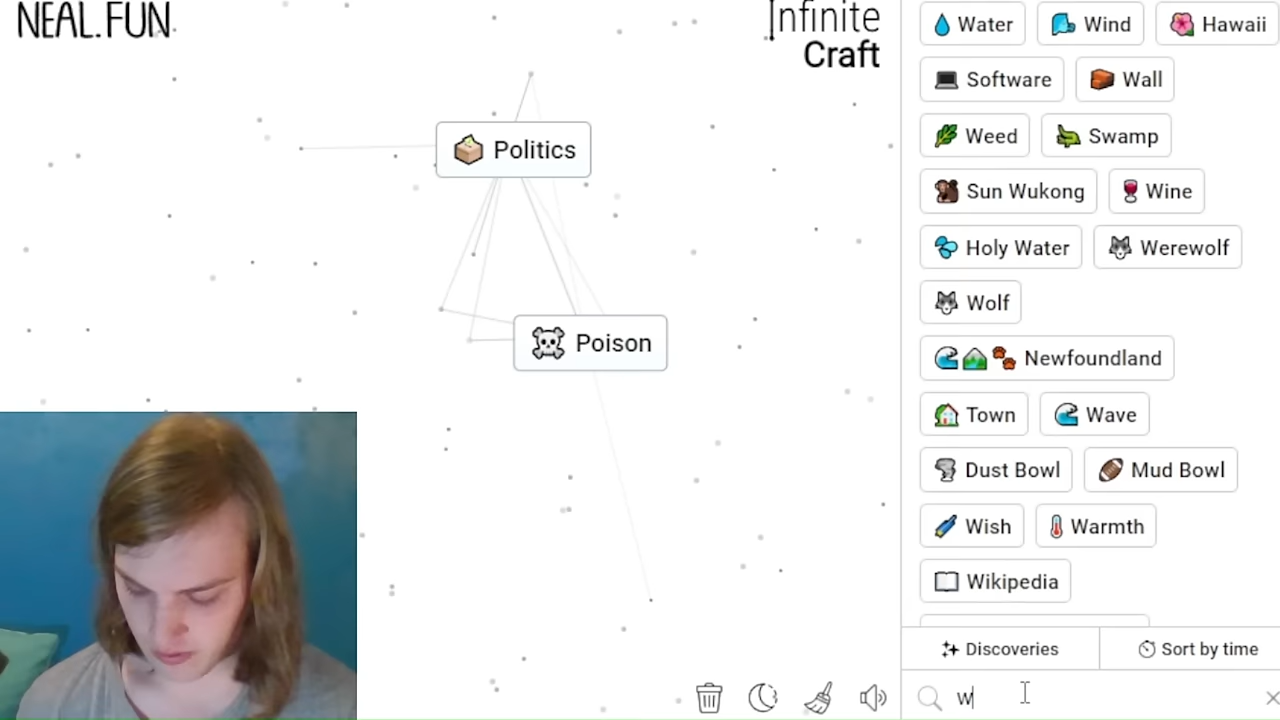 NEAL.FUN
Infinite
Craft
Politics
Poison
Water Wind Hawaii
Software Wall
Weed Swamp
Sun Wukong Wine
Holy Water Werewolf
Wolf
Newfoundland
Town Wave
Dust Bowl Mud Bowl
Wish Warmth
Wikipedia
Discoveries Sort by time
w